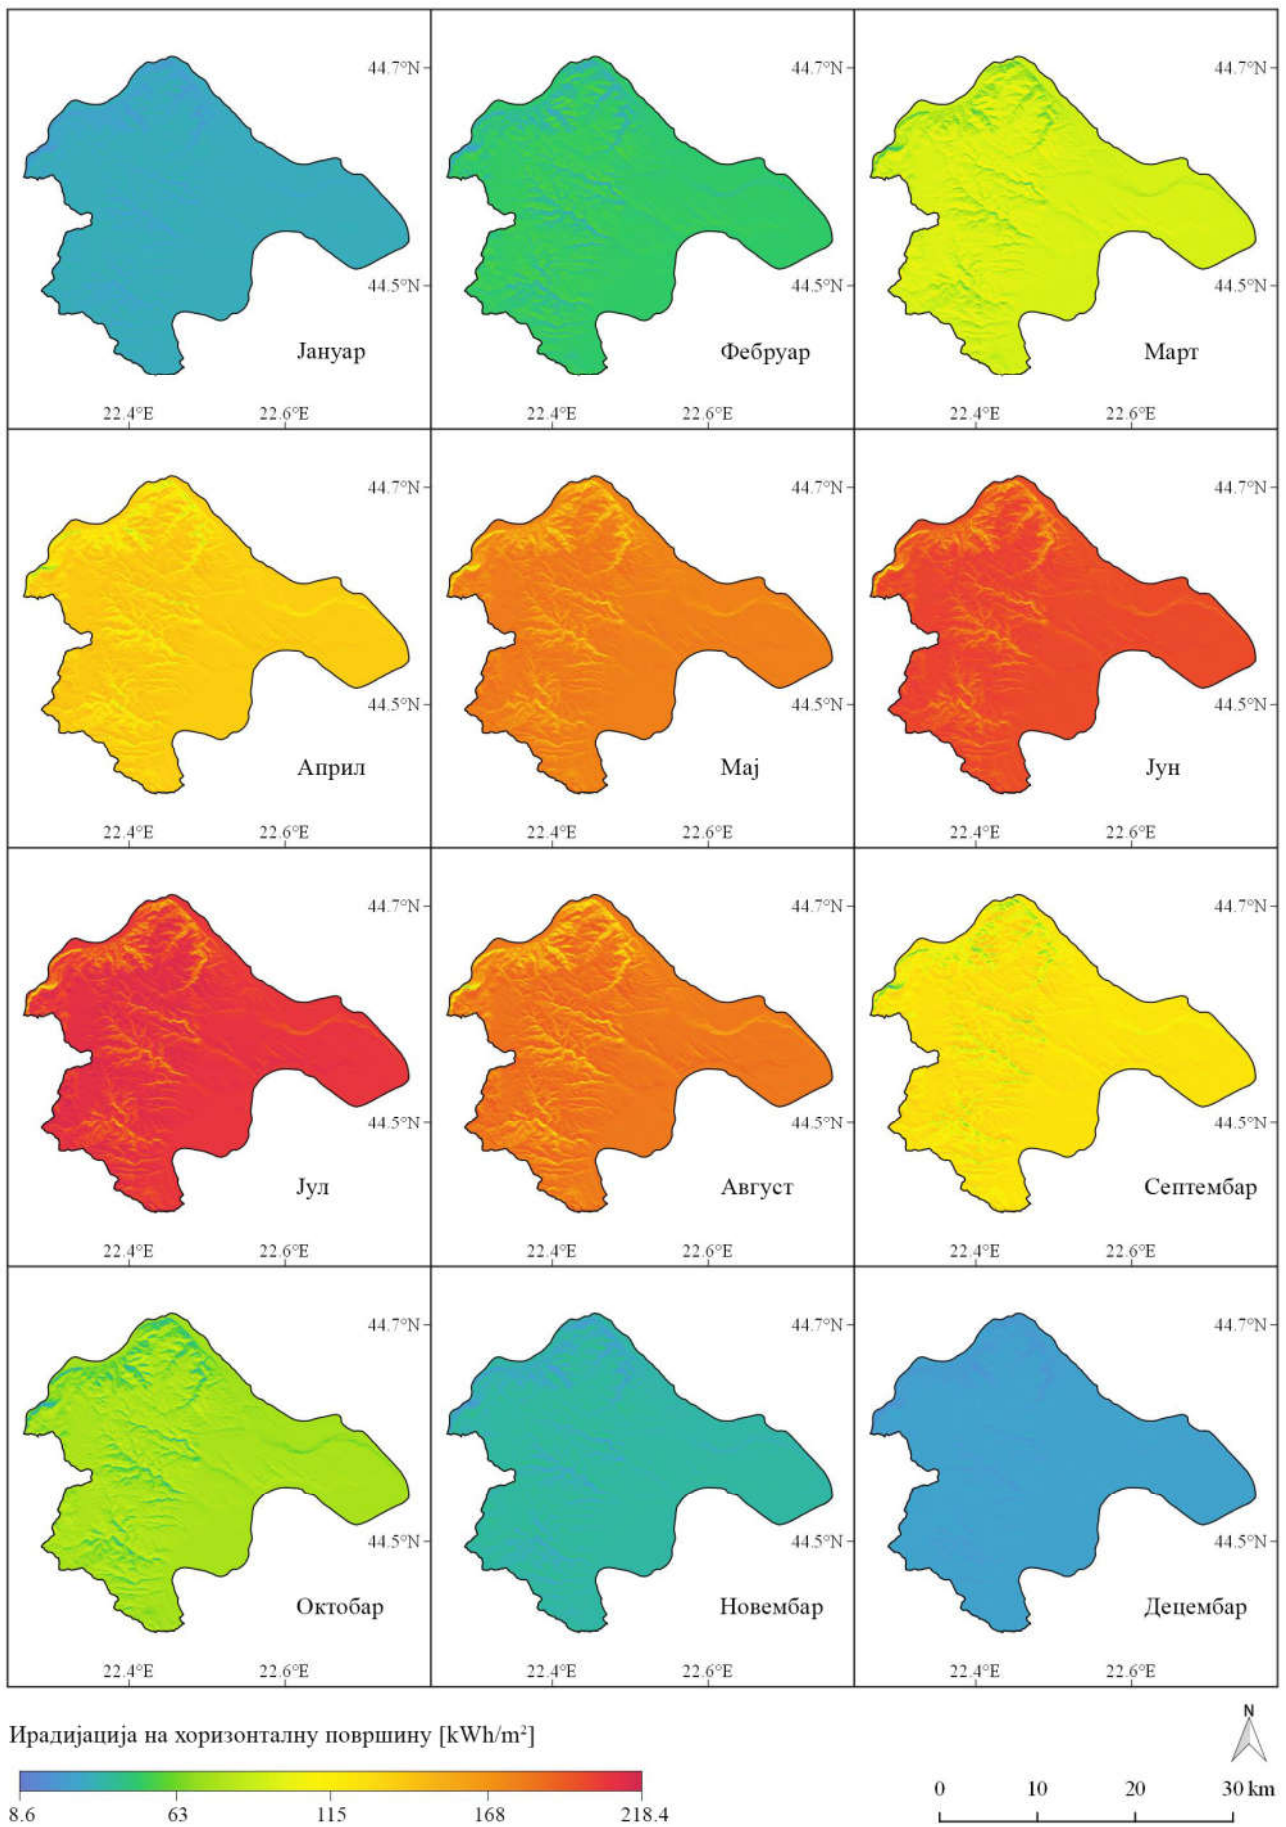 44.7°N
44.7°N
44.7°N
44.5°N
44.5°N
44.5°N
Јануар
Фебруар
Март
22.4°E 22.6°E
22.4°E 22.6°E
22.4°E 22.6°E
44.7°N
44.7°N
44.7°N
44.5°N
44.5°N
44.5°N
Април
Мај
Јун
22.4°E 22.6°E
22.4°E 22.6°E
22.4°E 22.6°E
44.7°N
44.7°N
44.7°N
44.5°N
44.5°N
44.5°N
Јул
Август
Септембар
22.4°E 22.6°E
22.4°E 22.6°E
22.4°E 22.6°E
44.7°N
44.7°N
44.7°N
44.5°N
44.5°N
44.5°N
Октобар
Новембар
Децембар
22.4°E 22.6°E
22.4°E 22.6°E
22.4°E 22.6°E
Ирадијација на хоризонталну површину [kWh/m²]
8.6 63 115 168 218.4
N
0 10 20 30 km